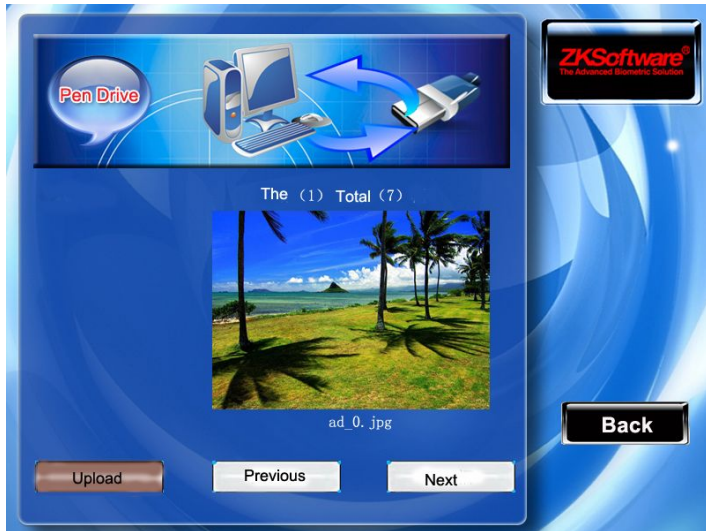 Pen Drive
ZKSoftware®
The Advanced Biometric Solution
The （1） Total （7）
ad_0.jpg
Back
Upload
Previous
Next